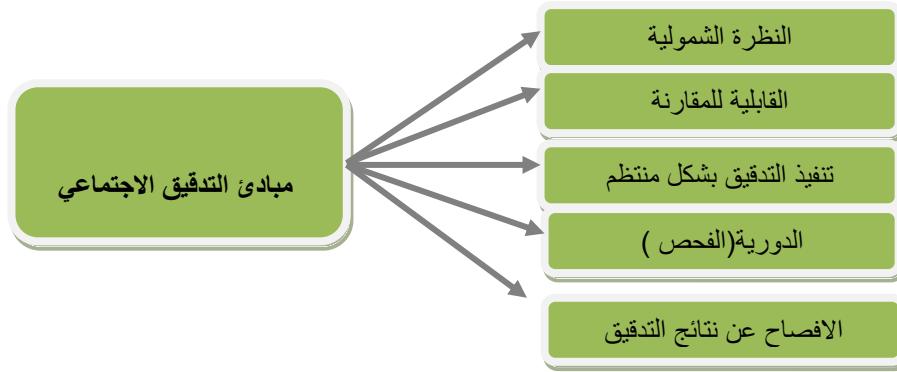 مبادئ التدقيق الاجتماعي
النظرة الشمولية
القابلية للمقارنة
تنفيذ التدقيق بشكل منتظم
الدورية(الفحص )
الافصاح عن نتائج التدقيق